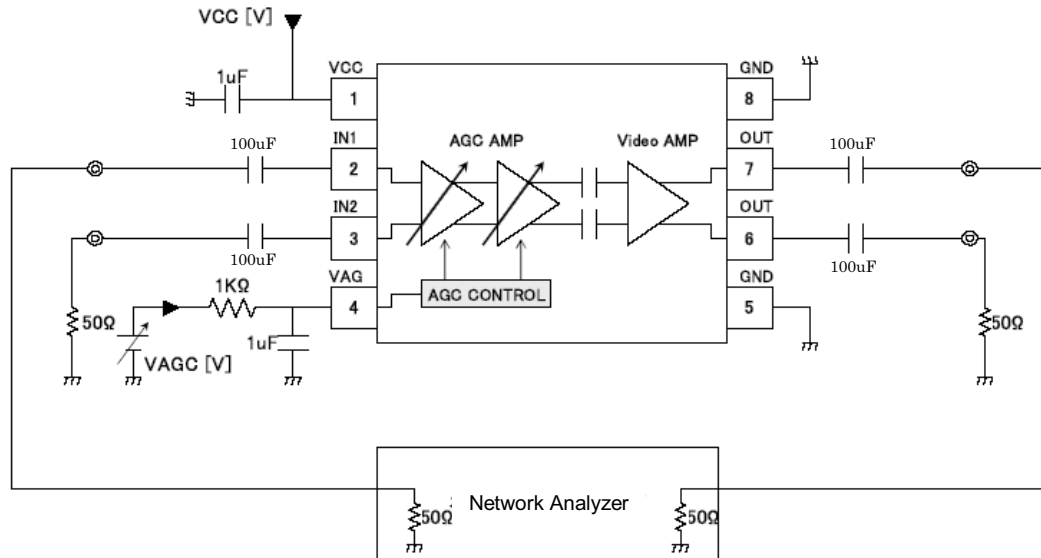 VCC [V]
1uF
VCC
1
GND
8
100uF
IN1
2
AGC AMP
Video AMP
OUT
7
100uF
IN2
3
100uF
OUT
6
100uF
VAG
4
AGC CONTROL
GND
5
1KΩ
50Ω
VAGC [V]
1uF
50Ω
Network Analyzer
50Ω
50Ω